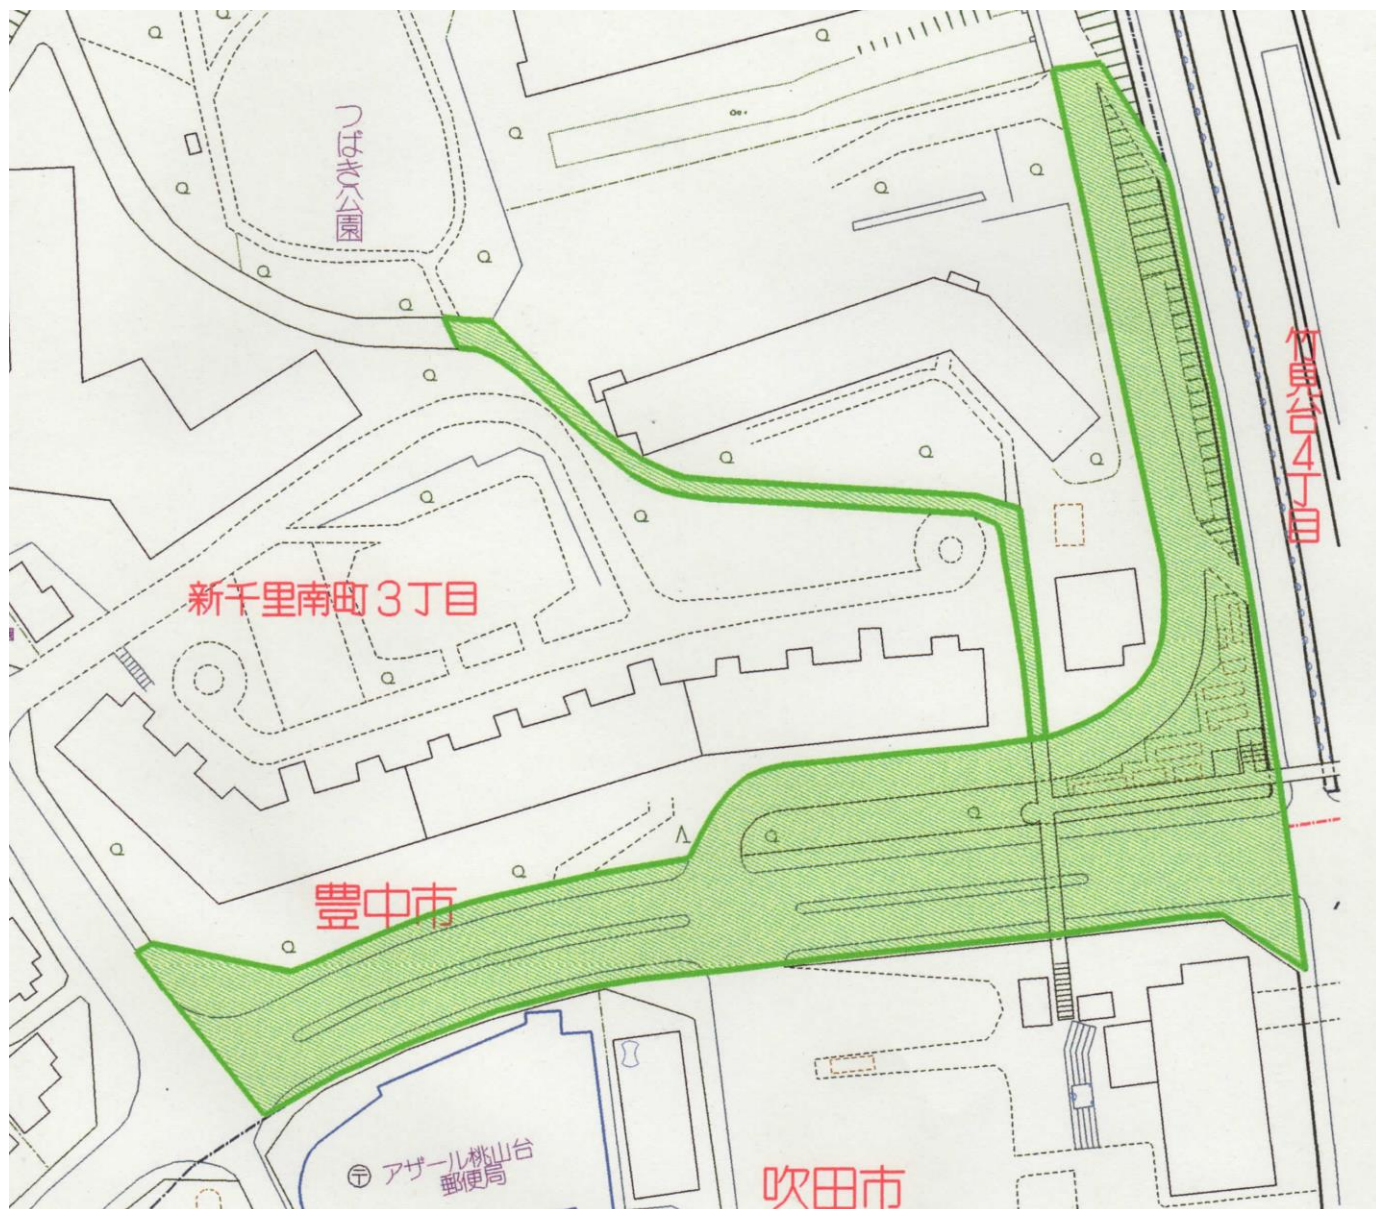 つばき公園
竹見台4丁目
新千里南町3丁目
豊中市
アザール桃山台
郵便局
吹田市